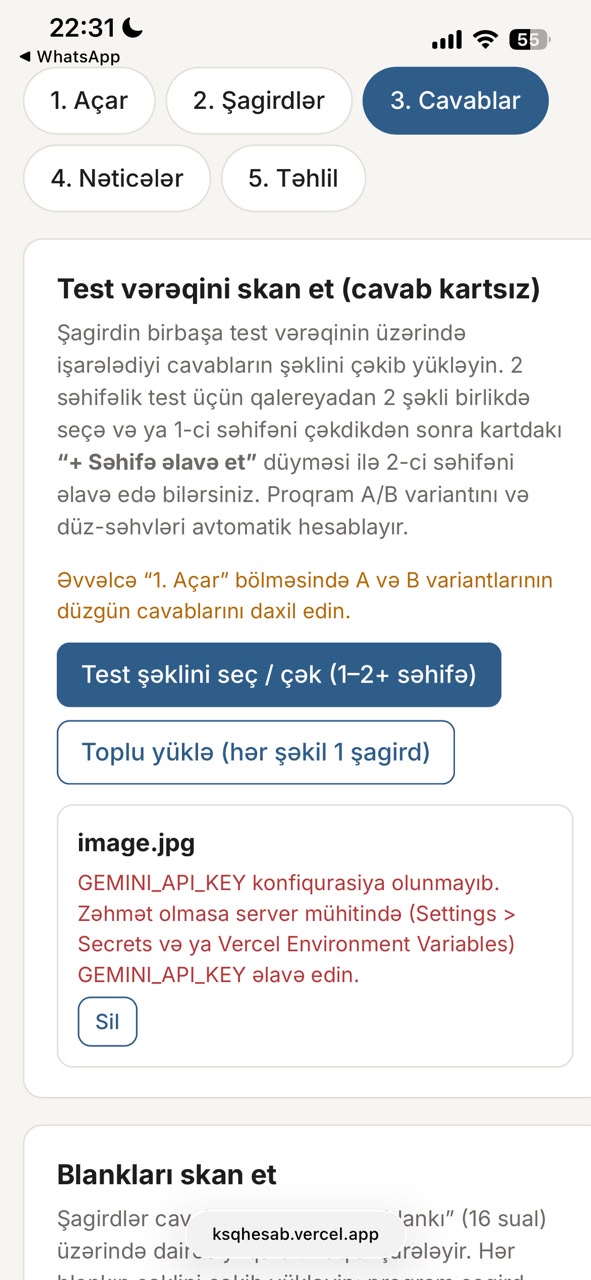 22:31
55
◀ WhatsApp
1. Açar
2. Şagirdlər
3. Cavablar
4. Nəticələr
5. Təhlil
Test vərəqini skan et (cavab kartsız)
Şagirdin birbaşa test vərəqinin üzərində
işarələdiyi cavabların şəklini çəkib yükləyin. 2
səhifəlik test üçün qalereyadan 2 şəkli birlikdə
seçə və ya 1-ci səhifəni çəkdikdən sonra kartdakı
“+ Səhifə əlavə et” düyməsi ilə 2-ci səhifəni
əlavə edə bilərsiniz. Proqram A/B variantını və
düz-səhvləri avtomatik hesablayır.
Əvvəlcə “1. Açar” bölməsində A və B variantlarının
düzgün cavablarını daxil edin.
Test şəklini seç / çək (1–2+ səhifə)
Toplu yüklə (hər şəkil 1 şagird)
image.jpg
GEMINI_API_KEY konfiqurasiya olunmayıb.
Zəhmət olmasa server mühitində (Settings >
Secrets və ya Vercel Environment Variables)
GEMINI_API_KEY əlavə edin.
Sil
Blankları skan et
Şagirdlər (16 sual)
üzərində Hər
ksqhesab.vercel.app